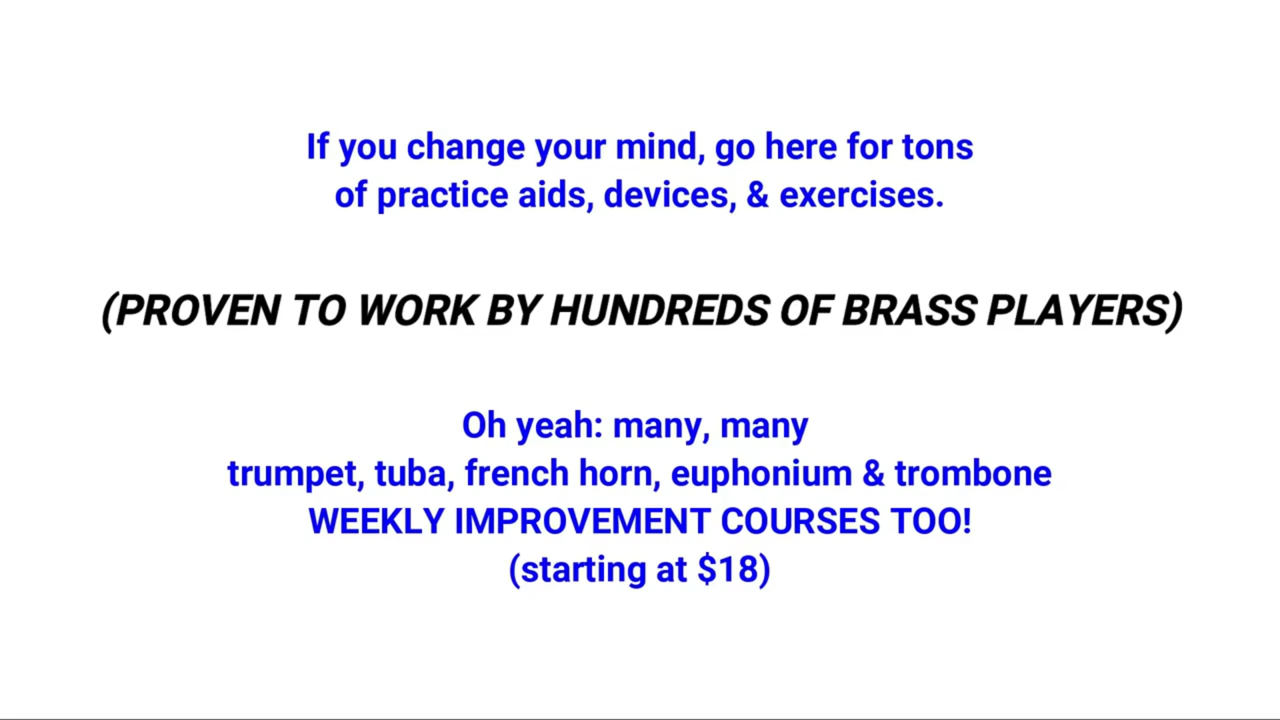 If you change your mind, go here for tons
of practice aids, devices, & exercises.
(PROVEN TO WORK BY HUNDREDS OF BRASS PLAYERS)
Oh yeah: many, many
trumpet, tuba, french horn, euphonium & trombone
WEEKLY IMPROVEMENT COURSES TOO!
(starting at $18)